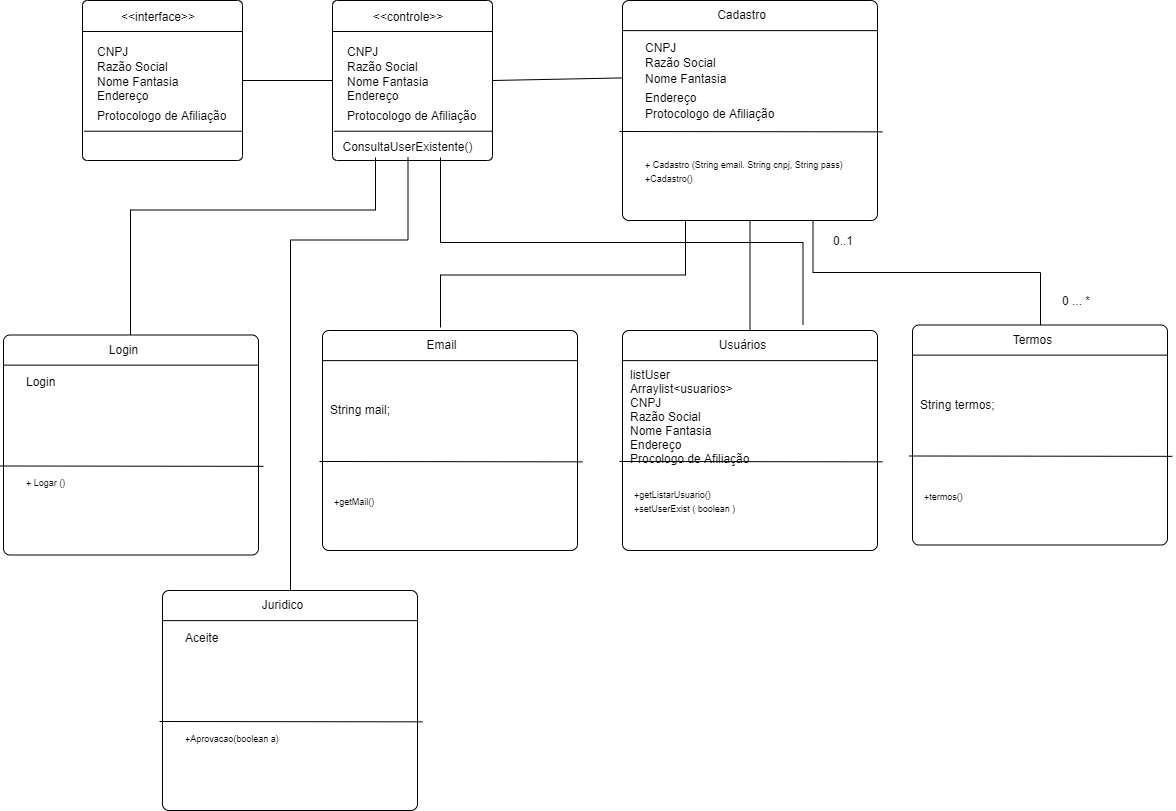 <<interface>>
CNPJ
Razão Social
Nome Fantasia
Endereço
Protocologo de Afiliação
<<controle>>
CNPJ
Razão Social
Nome Fantasia
Endereço
Protocologo de Afiliação
ConsultaUserExistente()
Cadastro
CNPJ
Razão Social
Nome Fantasia
Endereço
Protocologo de Afiliação
+ Cadastro (String email. String cnpj, String pass)
+Cadastro()
0..1
0 ... *
Login
Login
+ Logar ()
Email
String mail;
+getMail()
Usuários
listUser
Arraylist<usuarios>
CNPJ
Razão Social
Nome Fantasia
Endereço
Procologo de Afiliação
+getListarUsuario()
+setUserExist ( boolean )
Termos
String termos;
+termos()
Juridico
Aceite
+Aprovacao(boolean a)